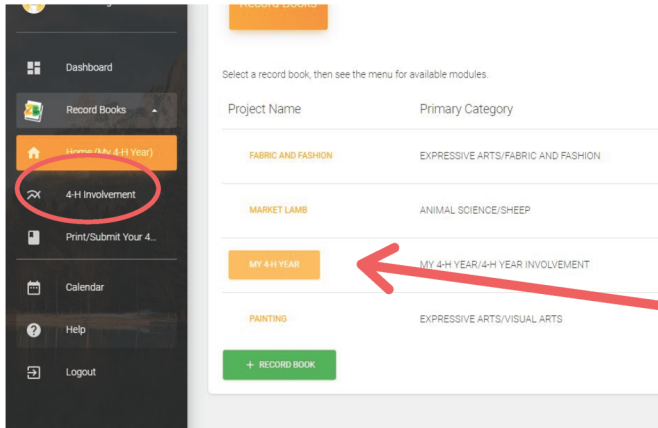 Record Books
Dashboard
Record Books
Home (My 4-H Year)
4-H Involvement
Print/Submit Your 4...
Calendar
Help
Logout
Select a record book, then see the menu for available modules.
Project Name Primary Category
FABRIC AND FASHION EXPRESSIVE ARTS/FABRIC AND FASHION
MARKET LAMB ANIMAL SCIENCE/SHEEP
MY 4-H YEAR MY 4-H YEAR/4-H YEAR INVOLVEMENT
PAINTING EXPRESSIVE ARTS/VISUAL ARTS
+ RECORD BOOK